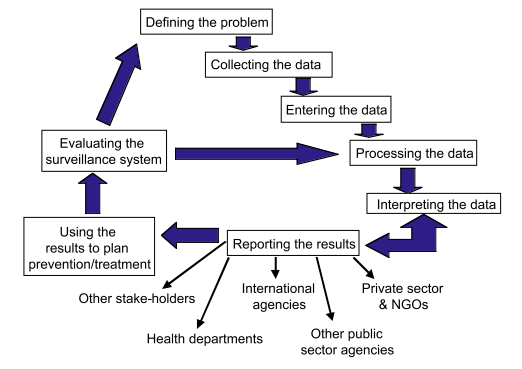 Defining the problem
Collecting the data
Entering the data
Evaluating the
surveillance system
Processing the data
Interpreting the data
Using the
results to plan
prevention/treatment
Reporting the results
Other stake-holders
International
agencies
Private sector
& NGOs
Health departments
Other public
sector agencies